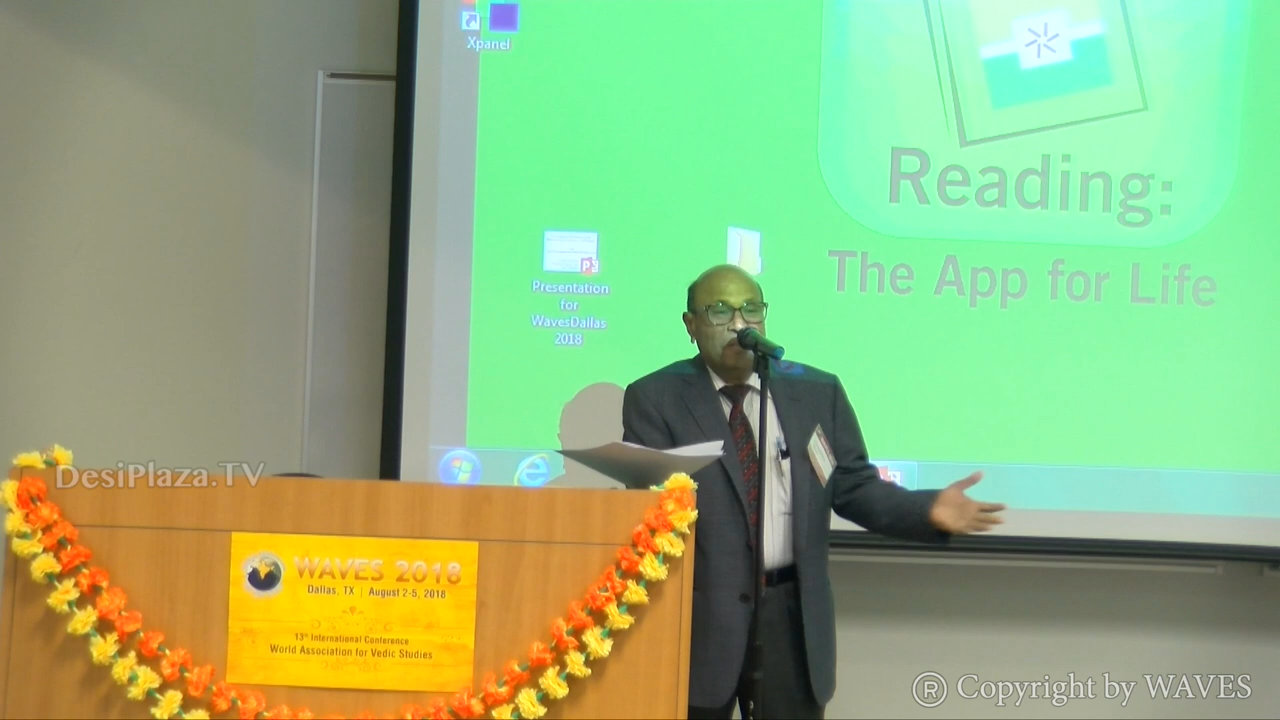 Xpanel
Reading:
The App for Life
Presentation
for
WavesDallas
2018
DesiPlaza.TV
WAVES 2018
Dallas, TX | August 2-5, 2018
13th International Conference
World Association for Vedic Studies
® Copyright by WAVES